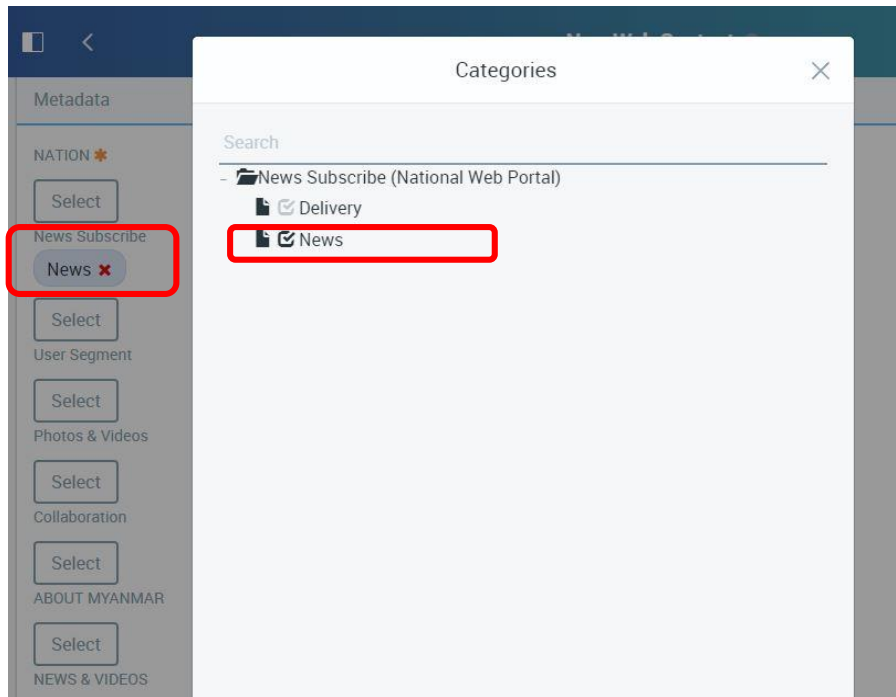 Categories
Metadata
NATION *
Search
- News Subscribe (National Web Portal)
Select
Delivery
News Subscribe
News
News ×
Select
User Segment
Select
Photos & Videos
Select
Collaboration
Select
ABOUT MYANMAR
Select
NEWS & VIDEOS